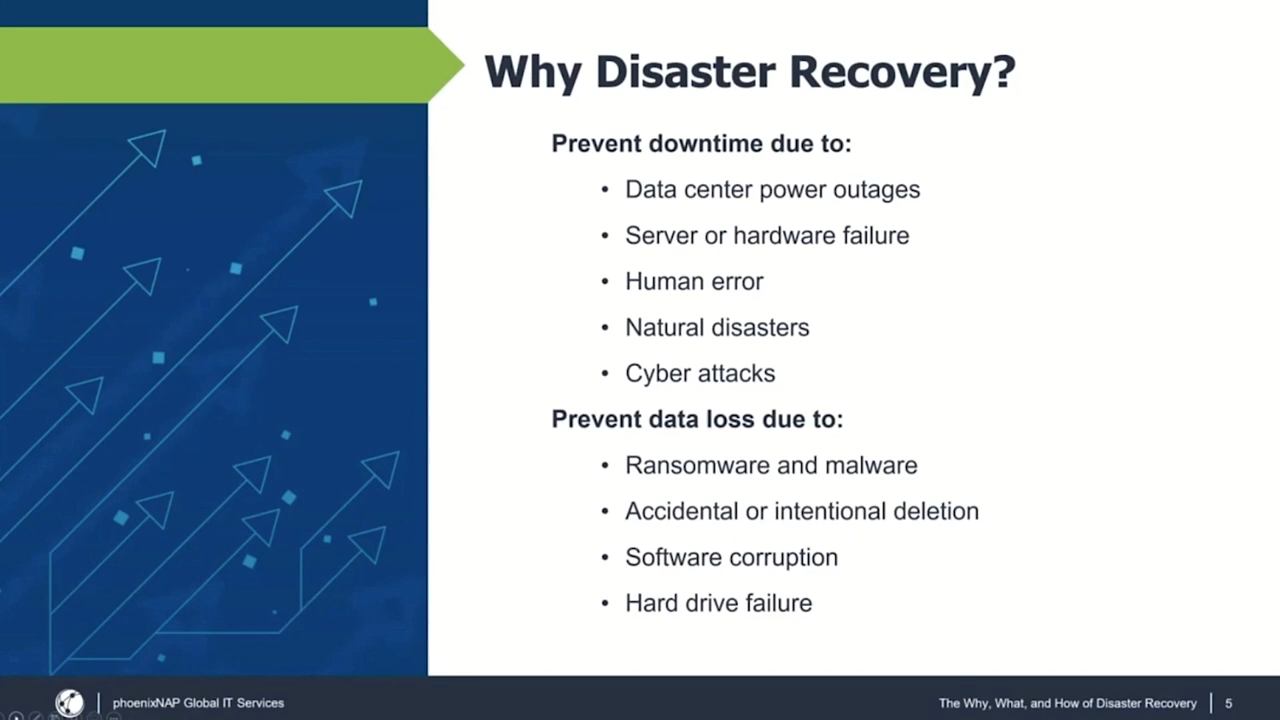 Why Disaster Recovery?
Prevent downtime due to:
• Data center power outages
• Server or hardware failure
• Human error
• Natural disasters
• Cyber attacks
Prevent data loss due to:
• Ransomware and malware
• Accidental or intentional deletion
• Software corruption
• Hard drive failure
phoenixNAP Global IT Services
The Why, What, and How of Disaster Recovery
5